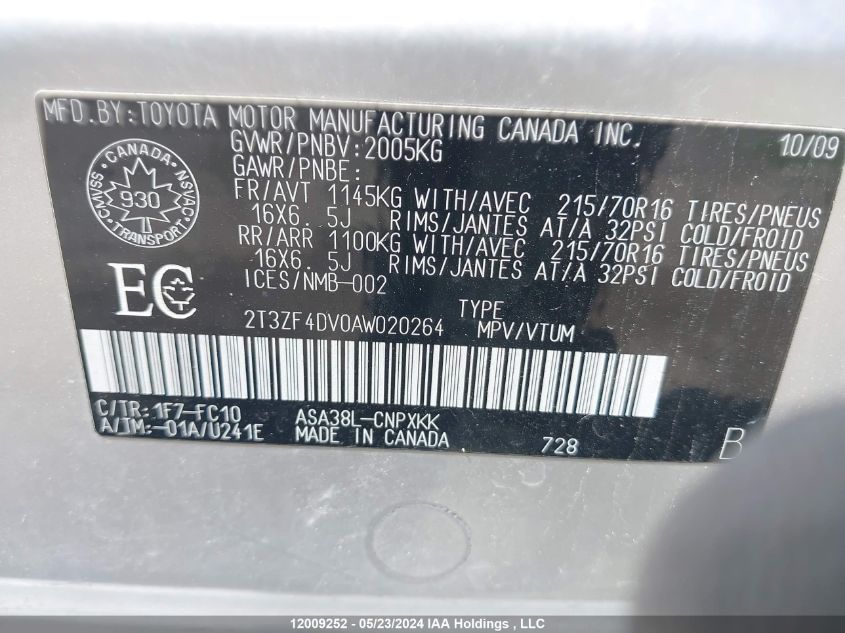 MFD.BY:TOYOTA MOTOR MANUFACTURING CANADA INC. 10/09
GVWR/PNBV:2005KG
GAWR/PNBE:
FR/AVT 1145KG WITH/AVEC 215/70R16 TIRES/PNEUS
16X6.5J RIMS/JANTES AT/A 32PSI COLD/FROID
RR/ARR 1100KG WITH/AVEC 215/70R16 TIRES/PNEUS
16X6.5J RIMS/JANTES AT/A 32PSI COLD/FROID
ICES/NMB-002
CANADA
CMVSS 930 NSVAC
TRANSPORT
EC
TYPE
2T3ZF4DV0AW020264 MPV/VTUM
C/TR:1F7-FC10 ASA38L-CNPXKK
A/TM:-01A/U241E MADE IN CANADA 728 B
12009252 - 05/23/2024 IAA Holdings , LLC